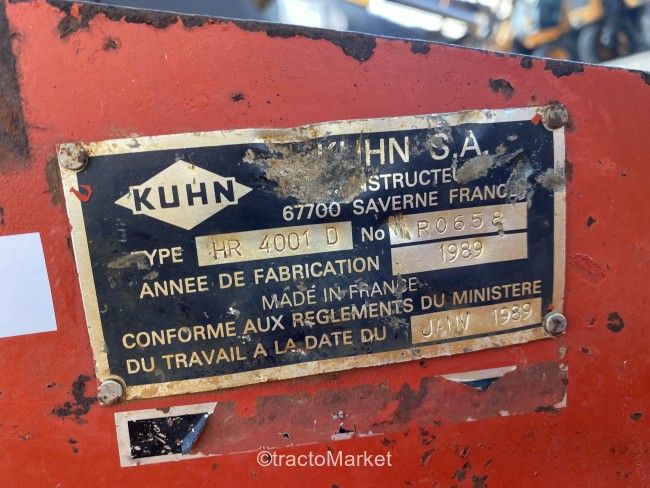 KUHN S.A.
KUHN
67700 SAVERNE FRANCE
TYPE HR 4001 D No R0658
ANNEE DE FABRICATION 1989
MADE IN FRANCE
CONFORME AUX REGLEMENTS DU MINISTERE
DU TRAVAIL A LA DATE DU JANV 1989
©tractoMarket